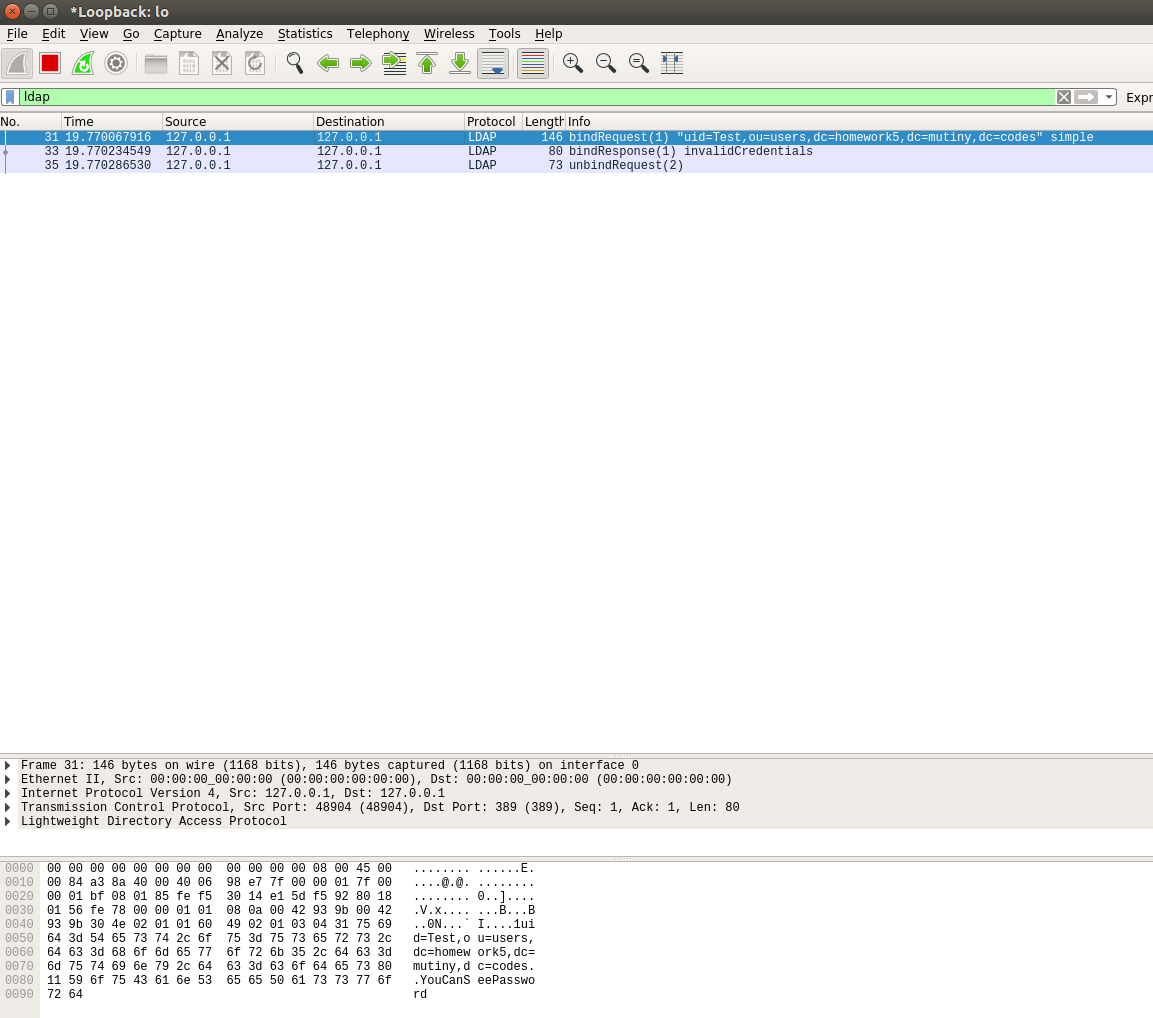 *Loopback: lo
File Edit View Go Capture Analyze Statistics Telephony Wireless Tools Help
ldap
Expr
No. Time Source Destination Protocol Length Info
31 19.770067916 127.0.0.1 127.0.0.1 LDAP 146 bindRequest(1) "uid=Test,ou=users,dc=homework5,dc=mutiny,dc=codes" simple
33 19.770234549 127.0.0.1 127.0.0.1 LDAP 80 bindResponse(1) invalidCredentials
35 19.770286530 127.0.0.1 127.0.0.1 LDAP 73 unbindRequest(2)
Frame 31: 146 bytes on wire (1168 bits), 146 bytes captured (1168 bits) on interface 0
Ethernet II, Src: 00:00:00_00:00:00 (00:00:00:00:00:00), Dst: 00:00:00_00:00:00 (00:00:00:00:00:00)
Internet Protocol Version 4, Src: 127.0.0.1, Dst: 127.0.0.1
Transmission Control Protocol, Src Port: 48904 (48904), Dst Port: 389 (389), Seq: 1, Ack: 1, Len: 80
Lightweight Directory Access Protocol
0000 00 00 00 00 00 00 00 00 00 00 00 00 08 00 45 00 ........ ......E.
0010 00 84 a3 8a 40 00 40 06 98 e7 7f 00 00 01 7f 00 ....@.@. ........
0020 00 01 bf 08 01 85 fe f5 30 14 e1 5d f5 92 80 18 ........ 0..]....
0030 01 56 fe 78 00 00 01 01 08 0a 00 42 93 9b 00 42 .V.x.... ...B...B
0040 93 9b 30 4e 02 01 01 60 49 02 01 03 04 31 75 69 ..0N...` I....1ui
0050 64 3d 54 65 73 74 2c 6f 75 3d 75 73 65 72 73 2c d=Test,o u=users,
0060 64 63 3d 68 6f 6d 65 77 6f 72 6b 35 2c 64 63 3d dc=homew ork5,dc=
0070 6d 75 74 69 6e 79 2c 64 63 3d 63 6f 64 65 73 80 mutiny,d c=codes.
0080 11 59 6f 75 43 61 6e 53 65 65 50 61 73 73 77 6f .YouCanS eePasswo
0090 72 64 rd